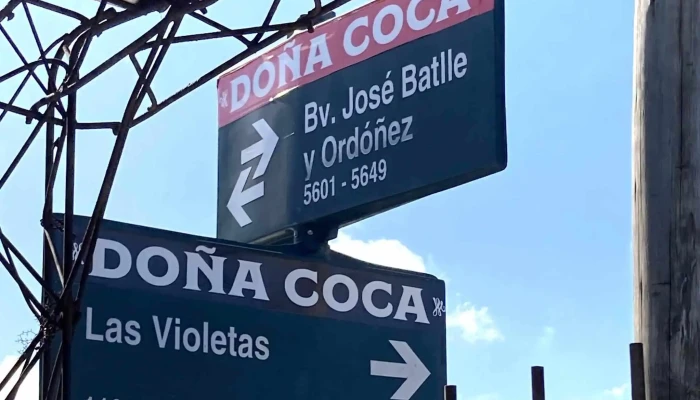 DOÑA COCA
Bv. José Batlle
y Ordóñez
5601 - 5649
DOÑA COCA
Las Violetas